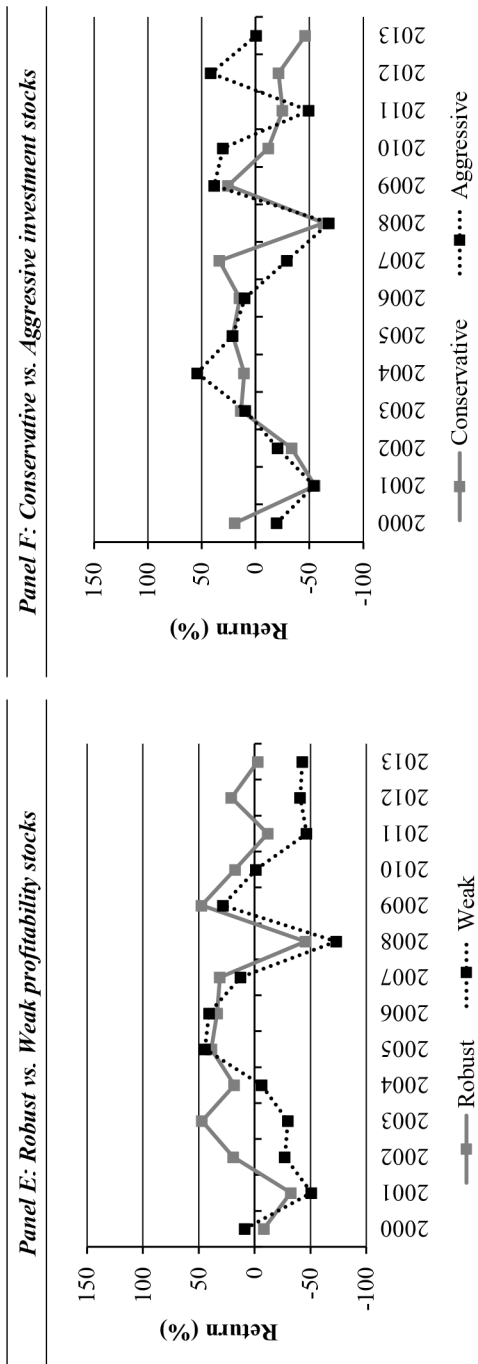 Panel E: Robust vs. Weak profitability stocks
Return (%)
150
100
50
0
-50
-100
2000 2001 2002 2003 2004 2005 2006 2007 2008 2009 2010 2011 2012 2013
Robust Weak
Panel F: Conservative vs. Aggressive investment stocks
Return (%)
150
100
50
0
-50
-100
2000 2001 2002 2003 2004 2005 2006 2007 2008 2009 2010 2011 2012 2013
Conservative Aggressive